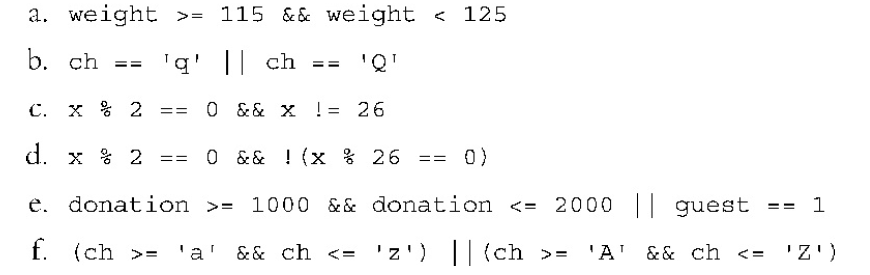 a. weight >= 115 && weight < 125
b. ch == 'q' || ch == 'Q'
c. x % 2 == 0 && x != 26
d. x % 2 == 0 && !(x % 26 == 0)
e. donation >= 1000 && donation <= 2000 || guest == 1
f. (ch >= 'a' && ch <= 'z') ||(ch >= 'A' && ch <= 'Z')